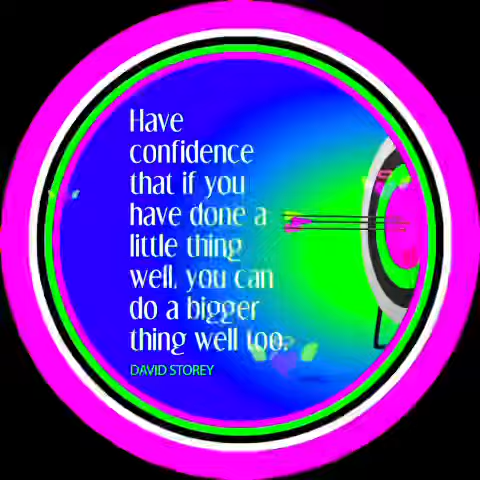 Have
confidence
that if you
have done a
little thing
well, you can
do a bigger
thing well too.
DAVID STOREY